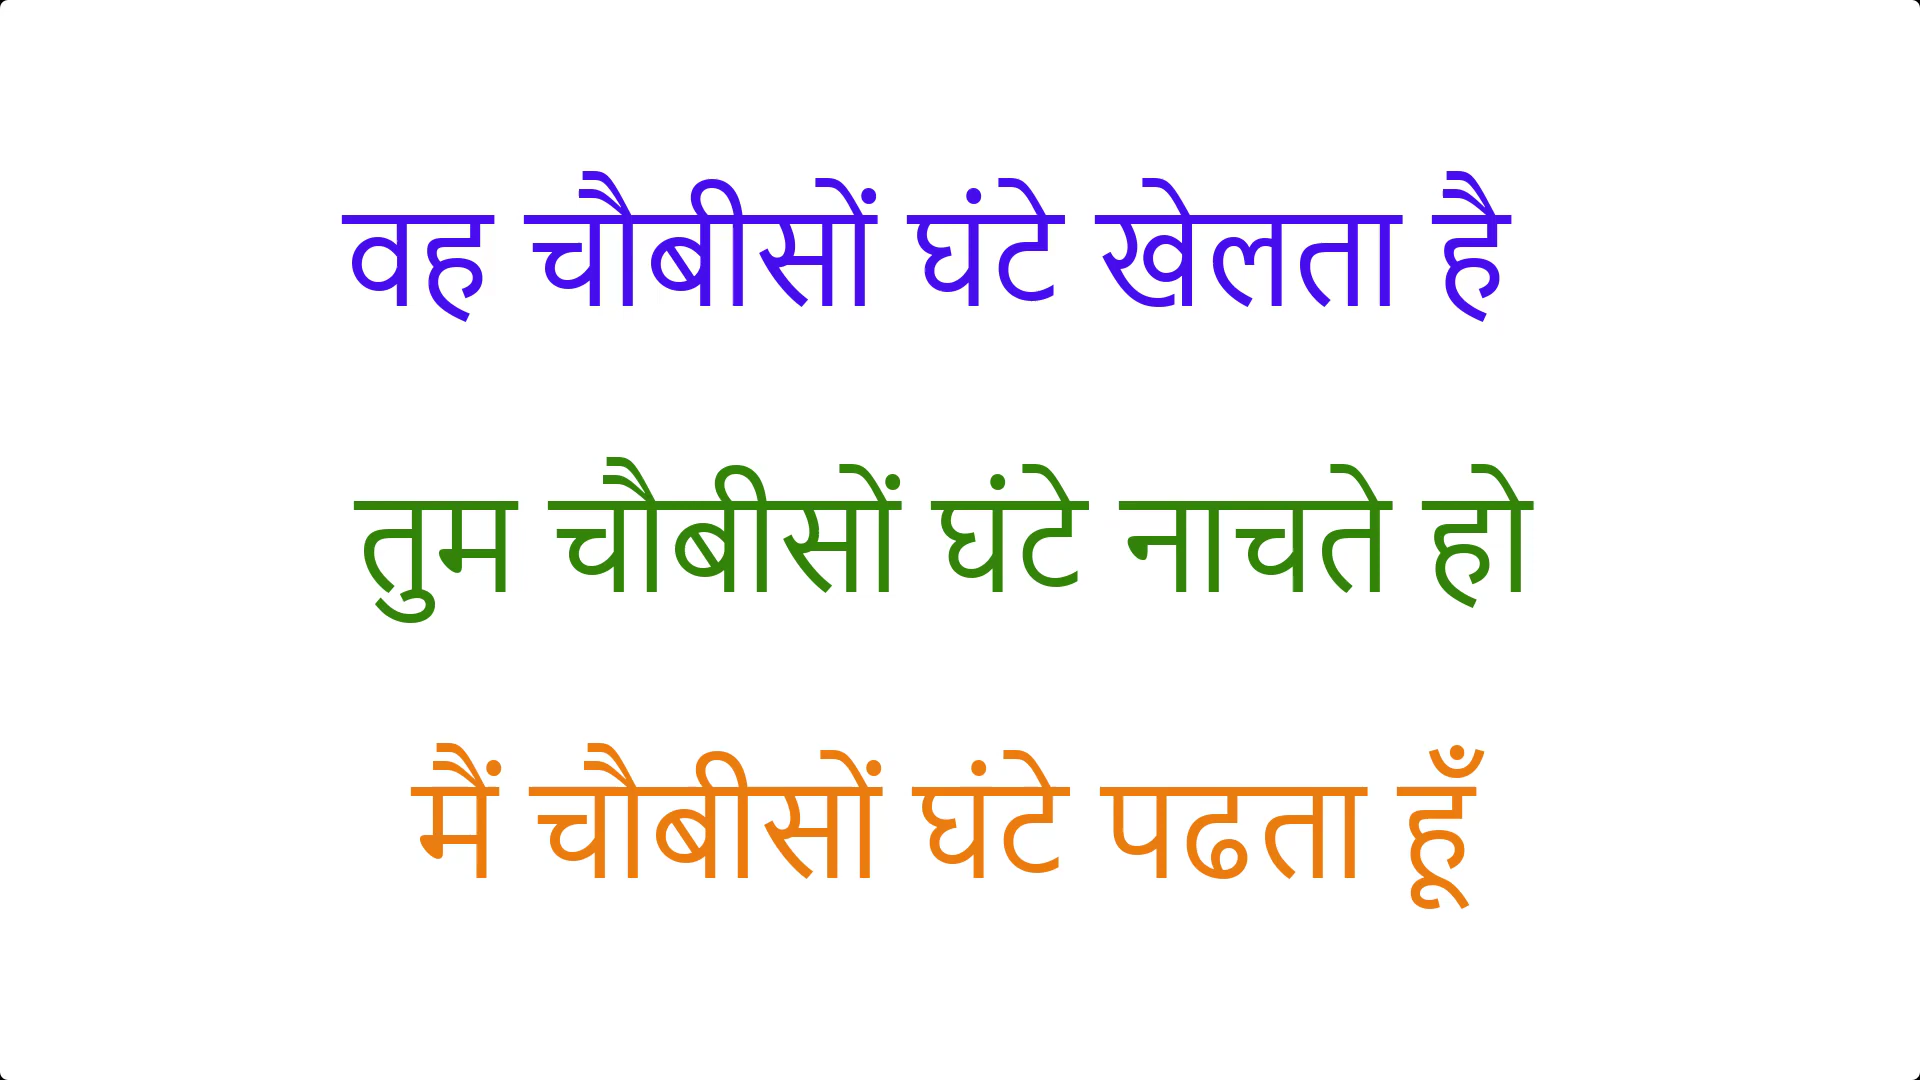 वह चौबीसों घंटे खेलता है
तुम चौबीसों घंटे नाचते हो
मैं चौबीसों घंटे पढता हूँ